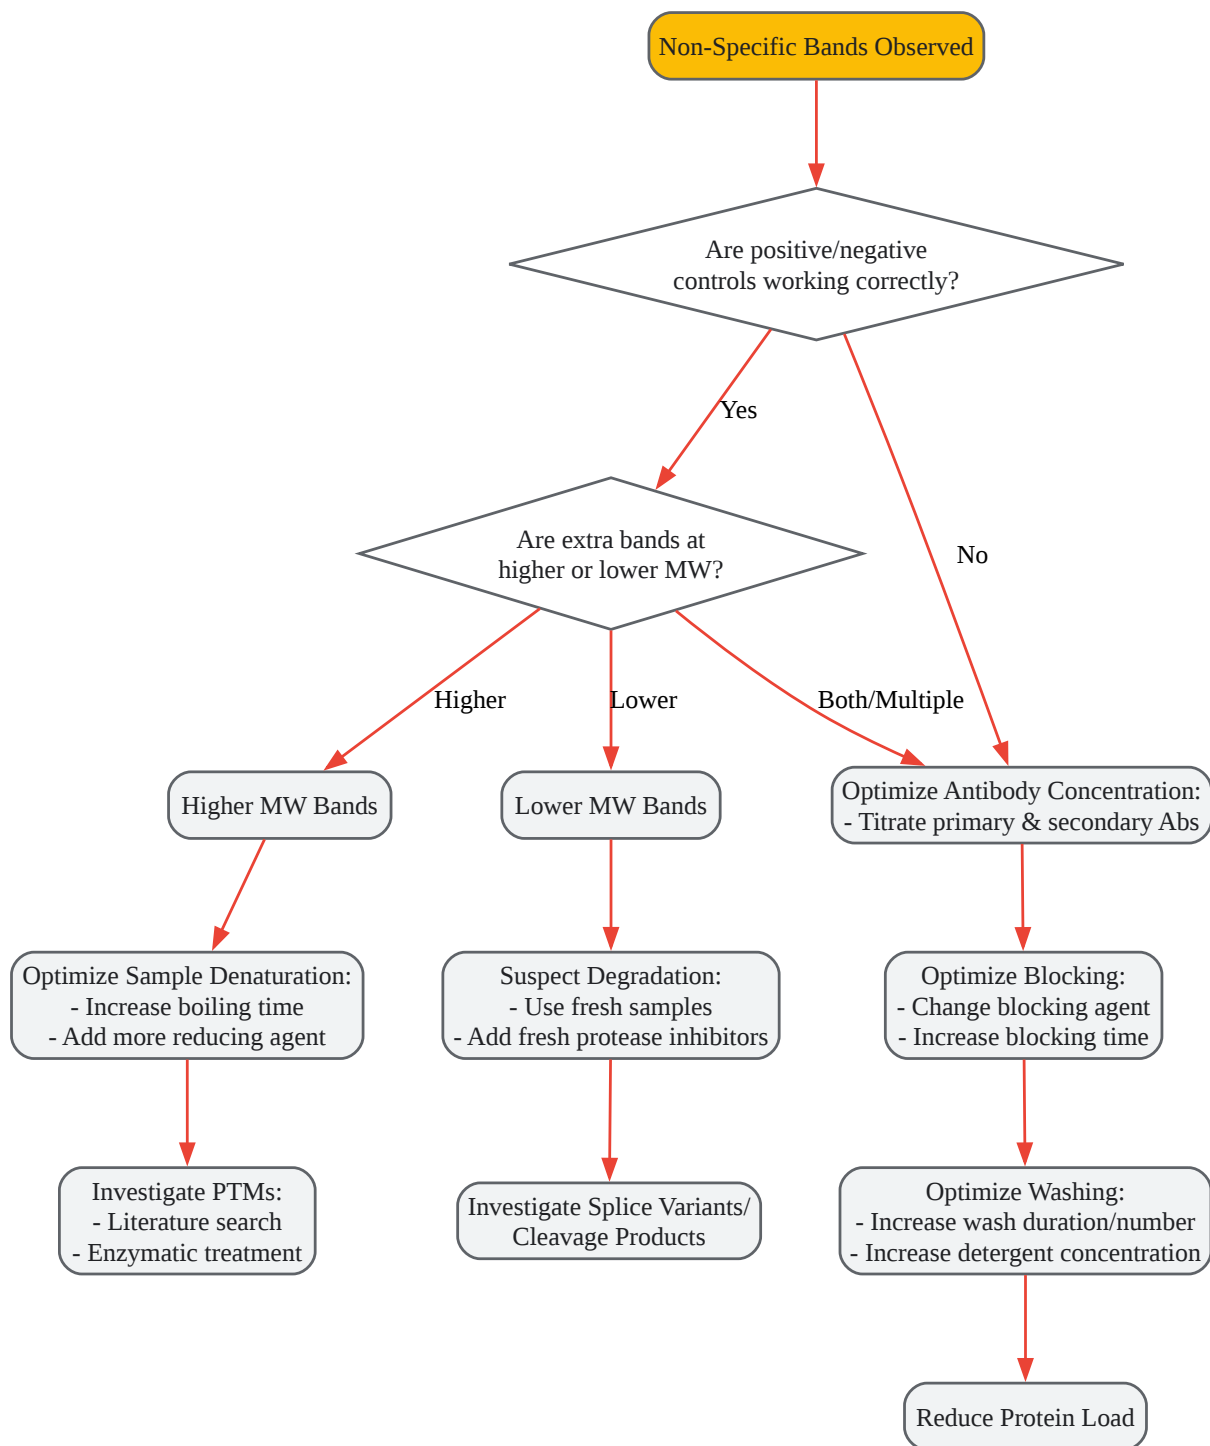 Non-Specific Bands Observed
Are positive/negative
controls working correctly?
Yes
No
Are extra bands at
higher or lower MW?
Higher
Lower
Both/Multiple
Higher MW Bands
Lower MW Bands
Optimize Antibody Concentration:
- Titrate primary & secondary Abs
Optimize Sample Denaturation:
- Increase boiling time
- Add more reducing agent
Suspect Degradation:
- Use fresh samples
- Add fresh protease inhibitors
Optimize Blocking:
- Change blocking agent
- Increase blocking time
Investigate PTMs:
- Literature search
- Enzymatic treatment
Investigate Splice Variants/
Cleavage Products
Optimize Washing:
- Increase wash duration/number
- Increase detergent concentration
Reduce Protein Load